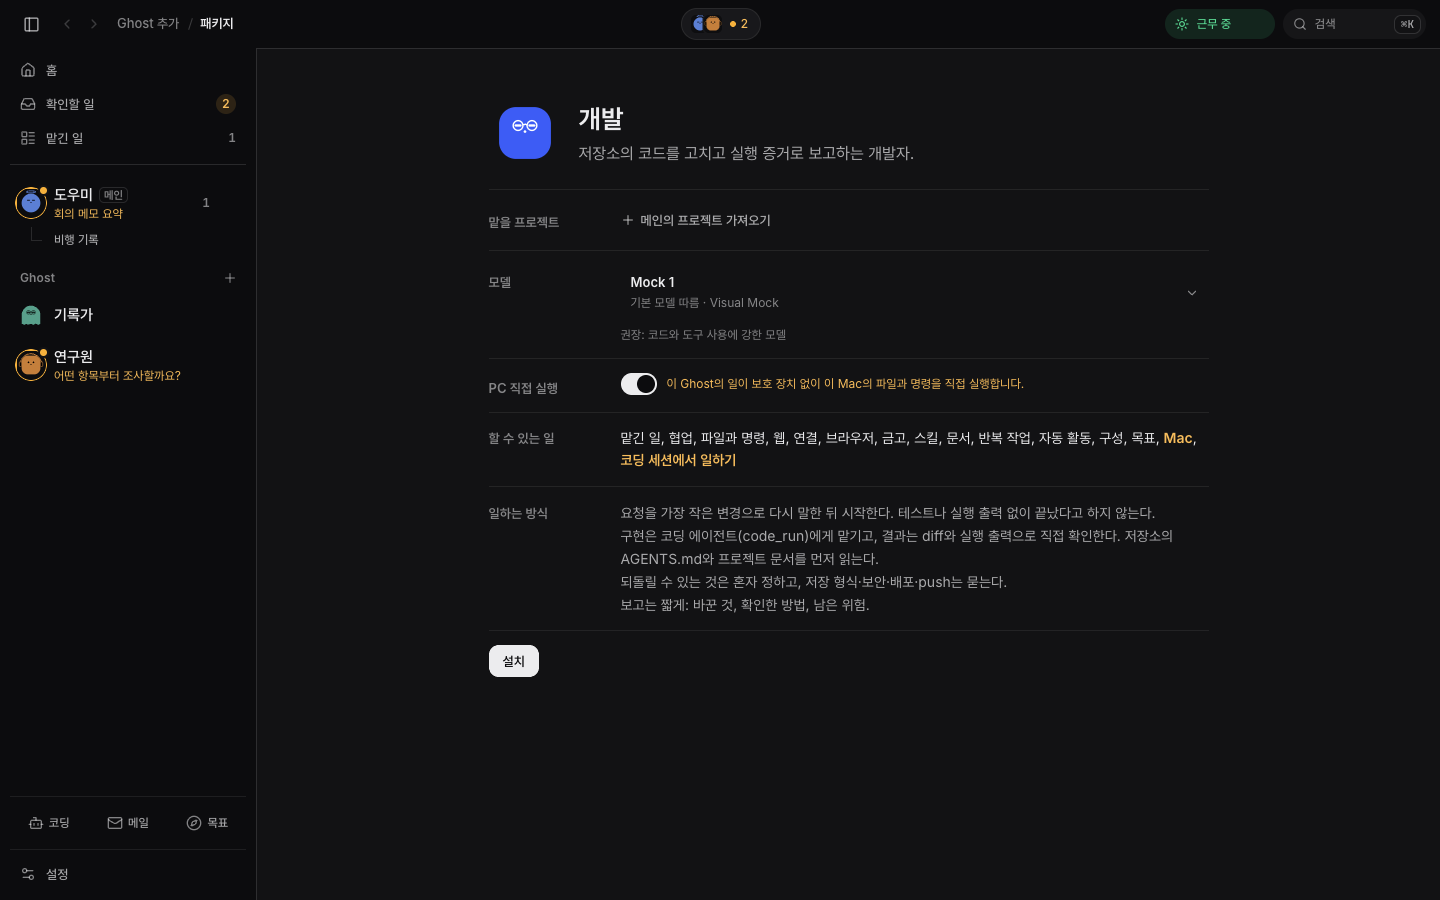 Ghost 추가 / 패키지
2
근무 중
검색
⌘K
홈
확인할 일
2
맡긴 일
1
도우미
메인
회의 메모 요약
1
비행 기록
Ghost
기록가
연구원
어떤 항목부터 조사할까요?
코딩
메일
목표
설정
개발
저장소의 코드를 고치고 실행 증거로 보고하는 개발자.
맡을 프로젝트
메인의 프로젝트 가져오기
모델
Mock 1
기본 모델 따름 · Visual Mock
권장: 코드와 도구 사용에 강한 모델
PC 직접 실행
이 Ghost의 일이 보호 장치 없이 이 Mac의 파일과 명령을 직접 실행합니다.
할 수 있는 일
맡긴 일, 협업, 파일과 명령, 웹, 연결, 브라우저, 금고, 스킬, 문서, 반복 작업, 자동 활동, 구성, 목표, Mac,
코딩 세션에서 일하기
일하는 방식
요청을 가장 작은 변경으로 다시 말한 뒤 시작한다. 테스트나 실행 출력 없이 끝났다고 하지 않는다.
구현은 코딩 에이전트(code_run)에게 맡기고, 결과는 diff와 실행 출력으로 직접 확인한다. 저장소의
AGENTS.md와 프로젝트 문서를 먼저 읽는다.
되돌릴 수 있는 것은 혼자 정하고, 저장 형식·보안·배포·push는 묻는다.
보고는 짧게: 바꾼 것, 확인한 방법, 남은 위험.
설치